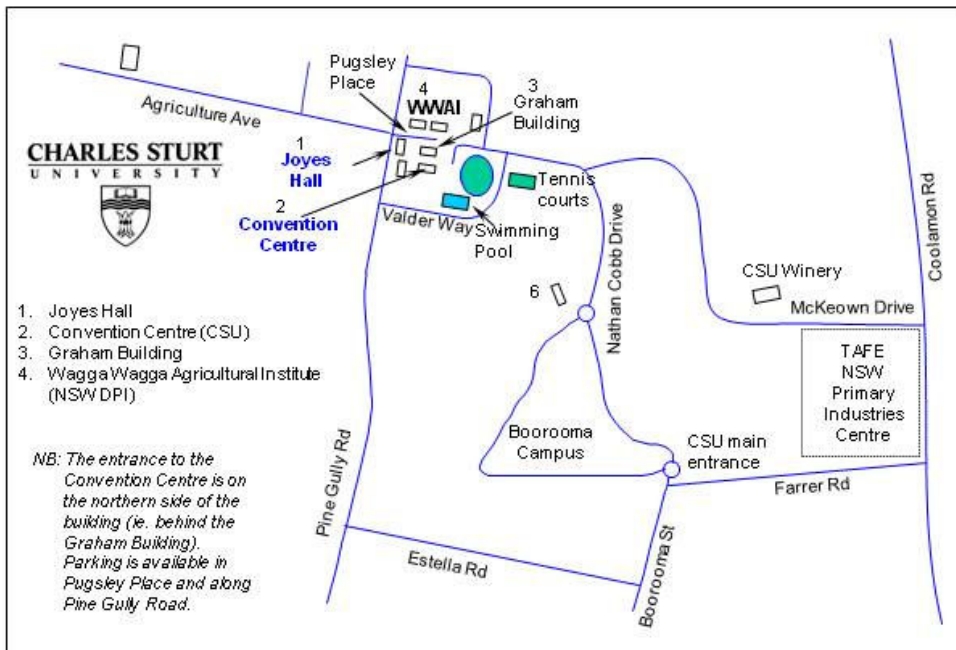 Pugsley
Place
4
WWAI
3
Graham
Building
Agriculture Ave
CHARLES STURT
UNIVERSITY
1
Joyes
Hall
2
Convention
Centre
Valder Way
Tennis
courts
Swimming
Pool
Coolamon Rd
Nathan Cobb Drive
6
CSU Winery
McKeown Drive
1. Joyes Hall
2. Convention Centre (CSU)
3. Graham Building
4. Wagga Wagga Agricultural Institute
(NSW DPI)
TAFE
NSW
Primary
Industries
Centre
Boorooma
Campus
CSU main
entrance
Farrer Rd
Pine Gully Rd
NB: The entrance to the
Convention Centre is on
the northern side of the
building (ie. behind the
Graham Building).
Parking is available in
Pugsley Place and along
Pine Gully Road.
Estella Rd
Boorooma St